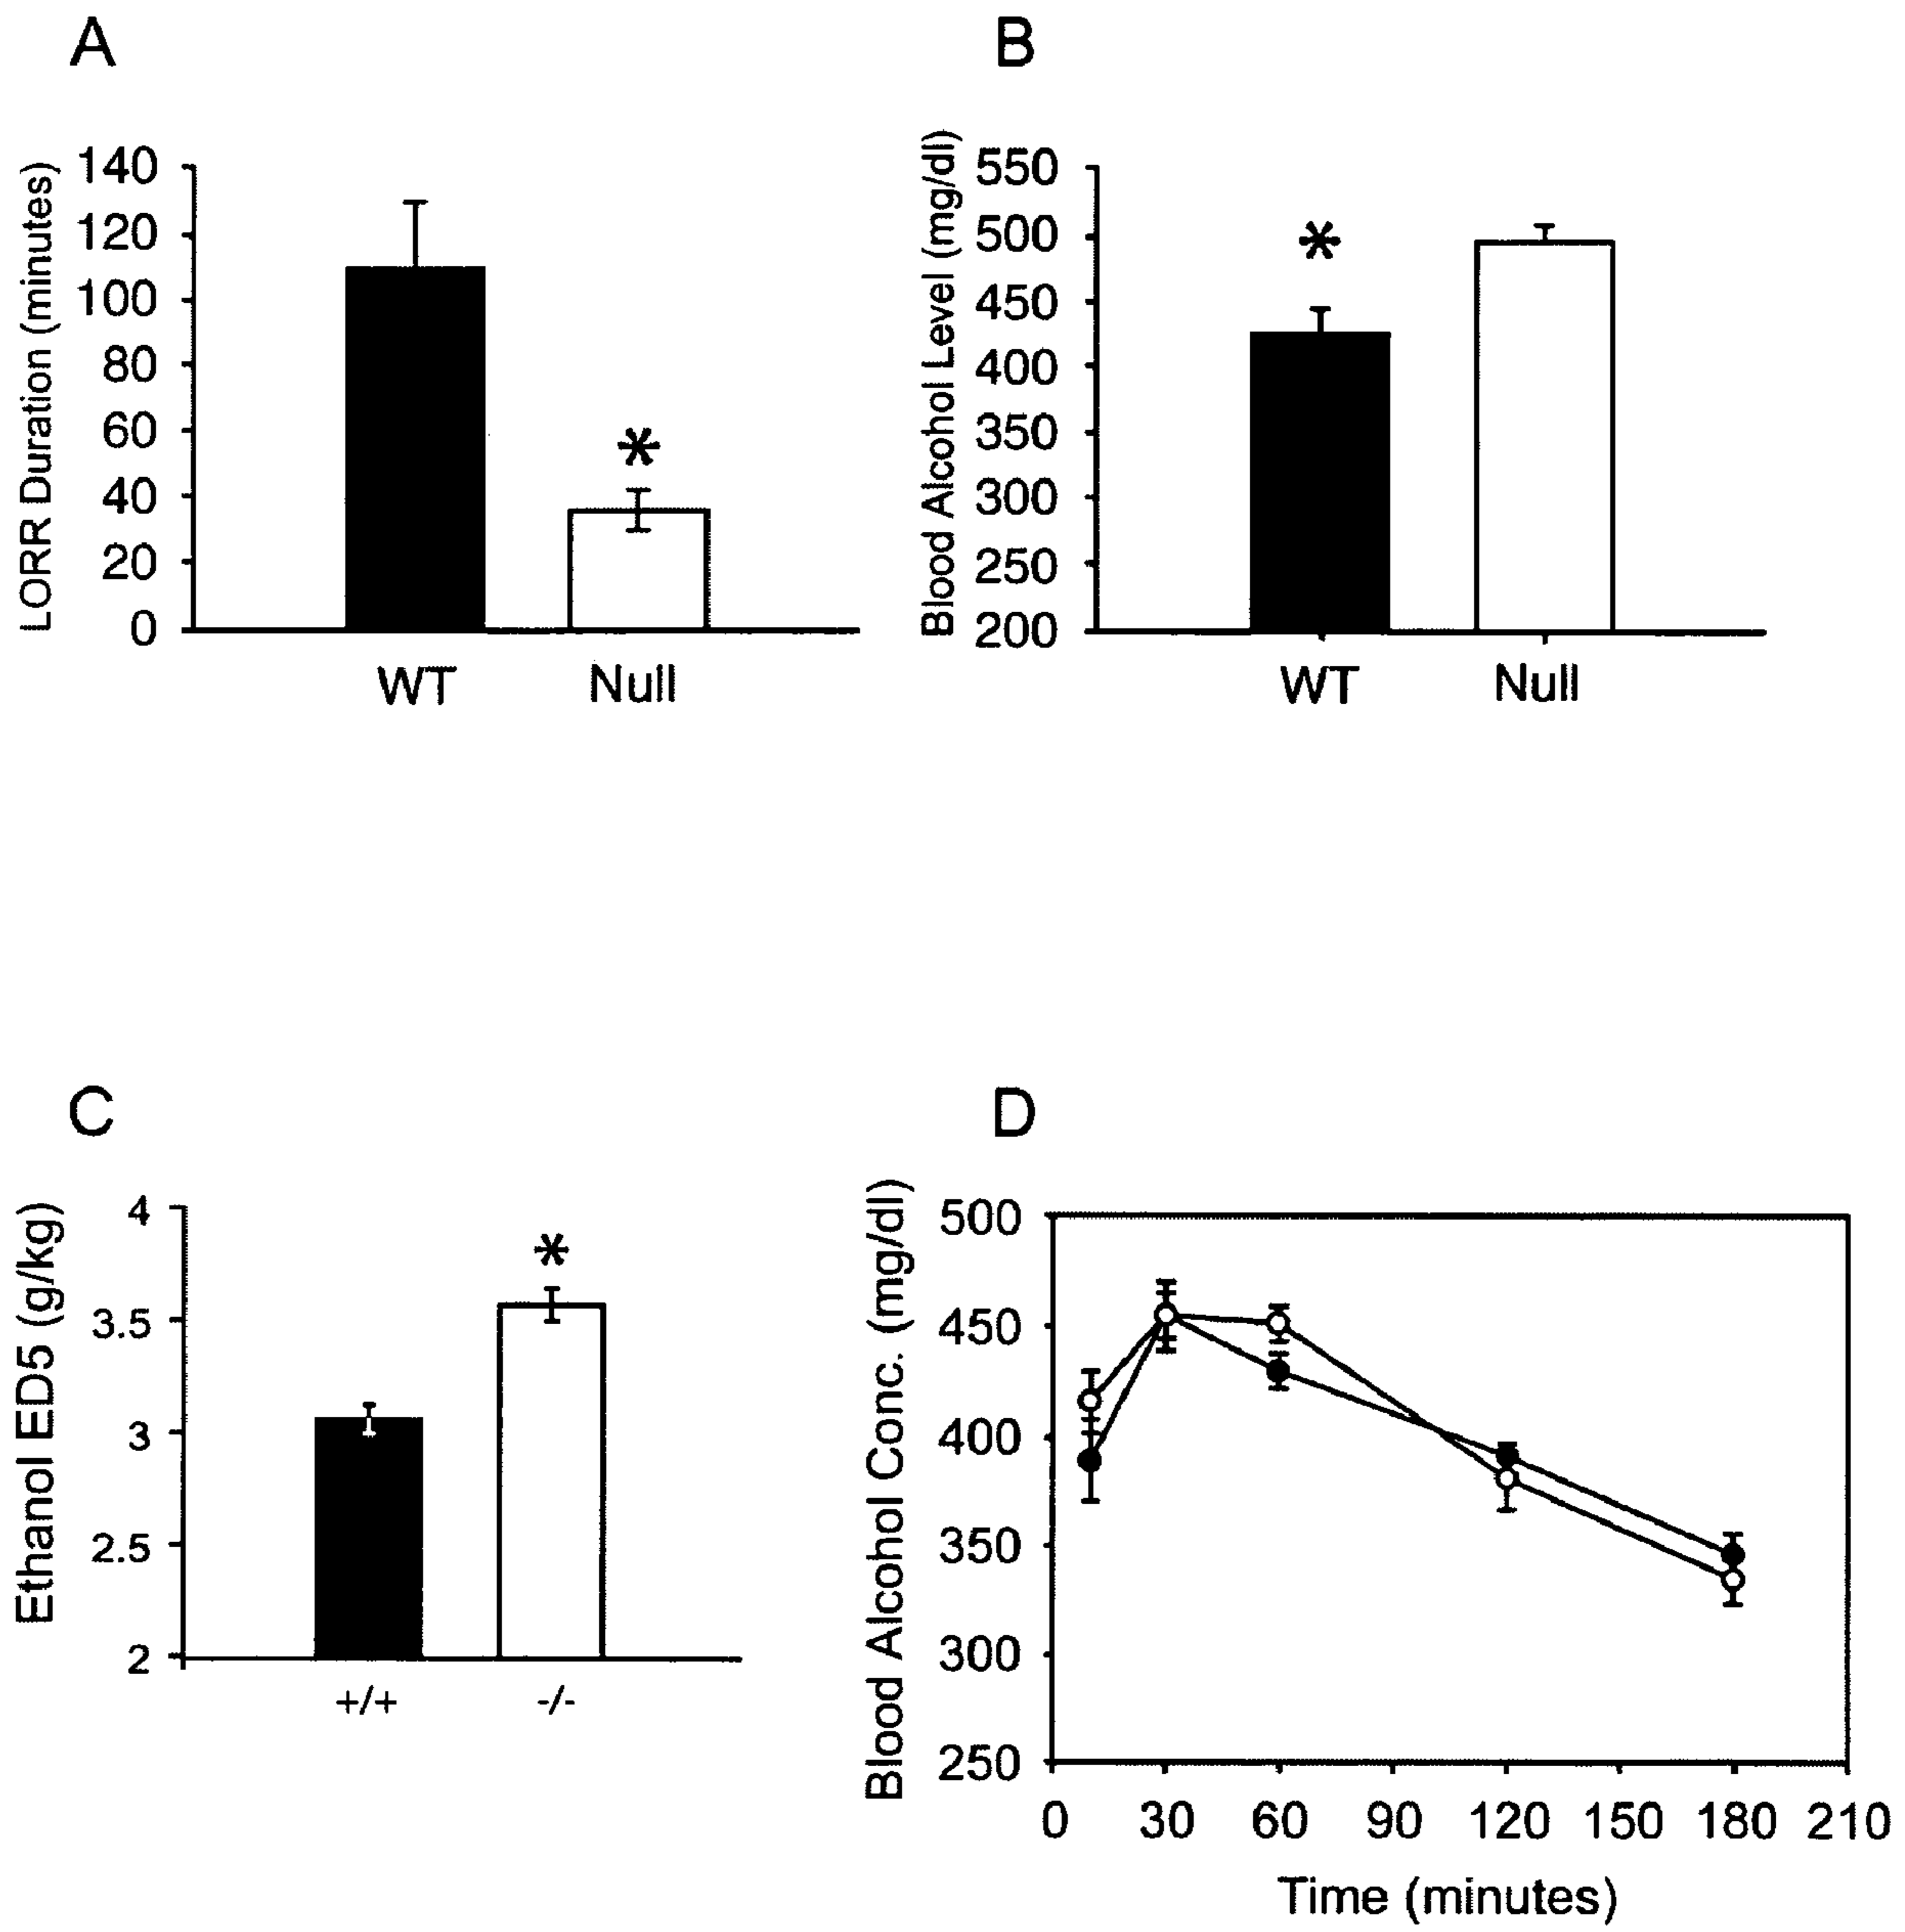 A
LORR Duration (minutes)
140
120
100
80
60
40
20
0
*
WT Null
B
Blood Alcohol Level (mg/dl)
550
500
450
400
350
300
250
200
*
WT Null
C
Ethanol ED5 (g/kg)
4
3.5
3
2.5
2
*
+/+ -/-
D
Blood Alcohol Conc. (mg/dl)
500
450
400
350
300
250
0 30 60 90 120 150 180 210
Time (minutes)